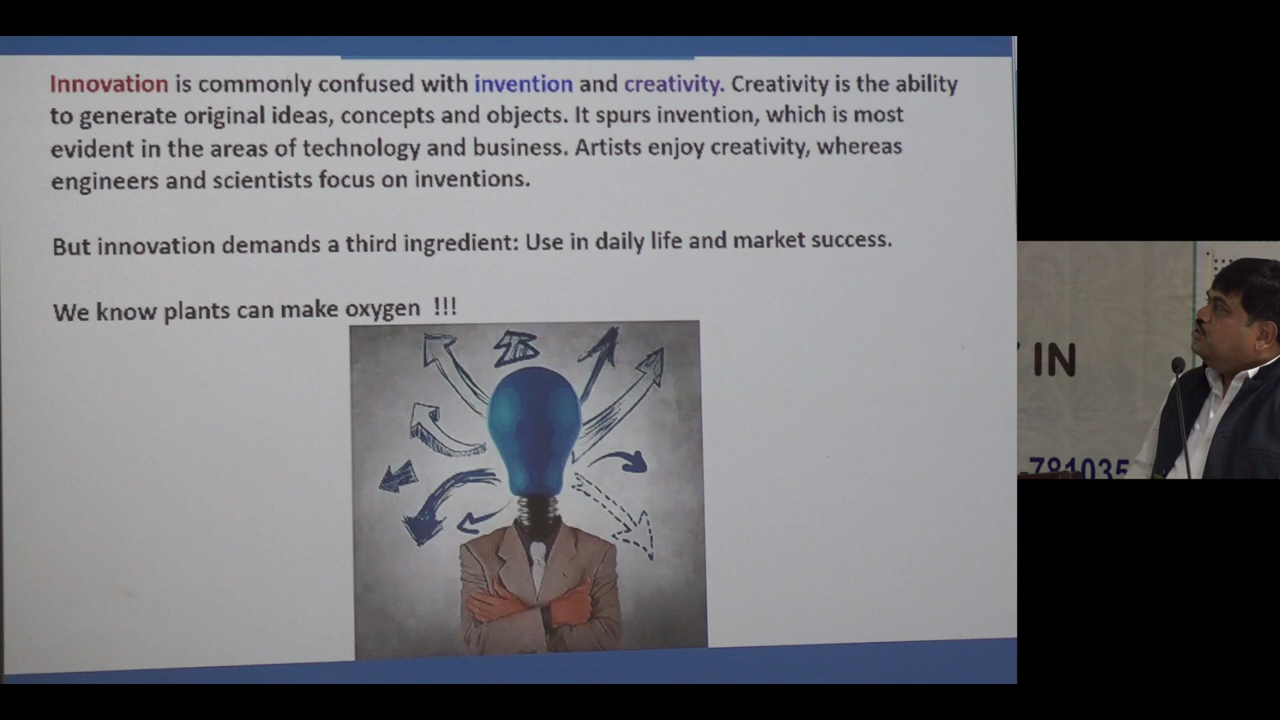 Innovation is commonly confused with invention and creativity. Creativity is the ability
to generate original ideas, concepts and objects. It spurs invention, which is most
evident in the areas of technology and business. Artists enjoy creativity, whereas
engineers and scientists focus on inventions.
But innovation demands a third ingredient: Use in daily life and market success.
We know plants can make oxygen !!!
IN
781035